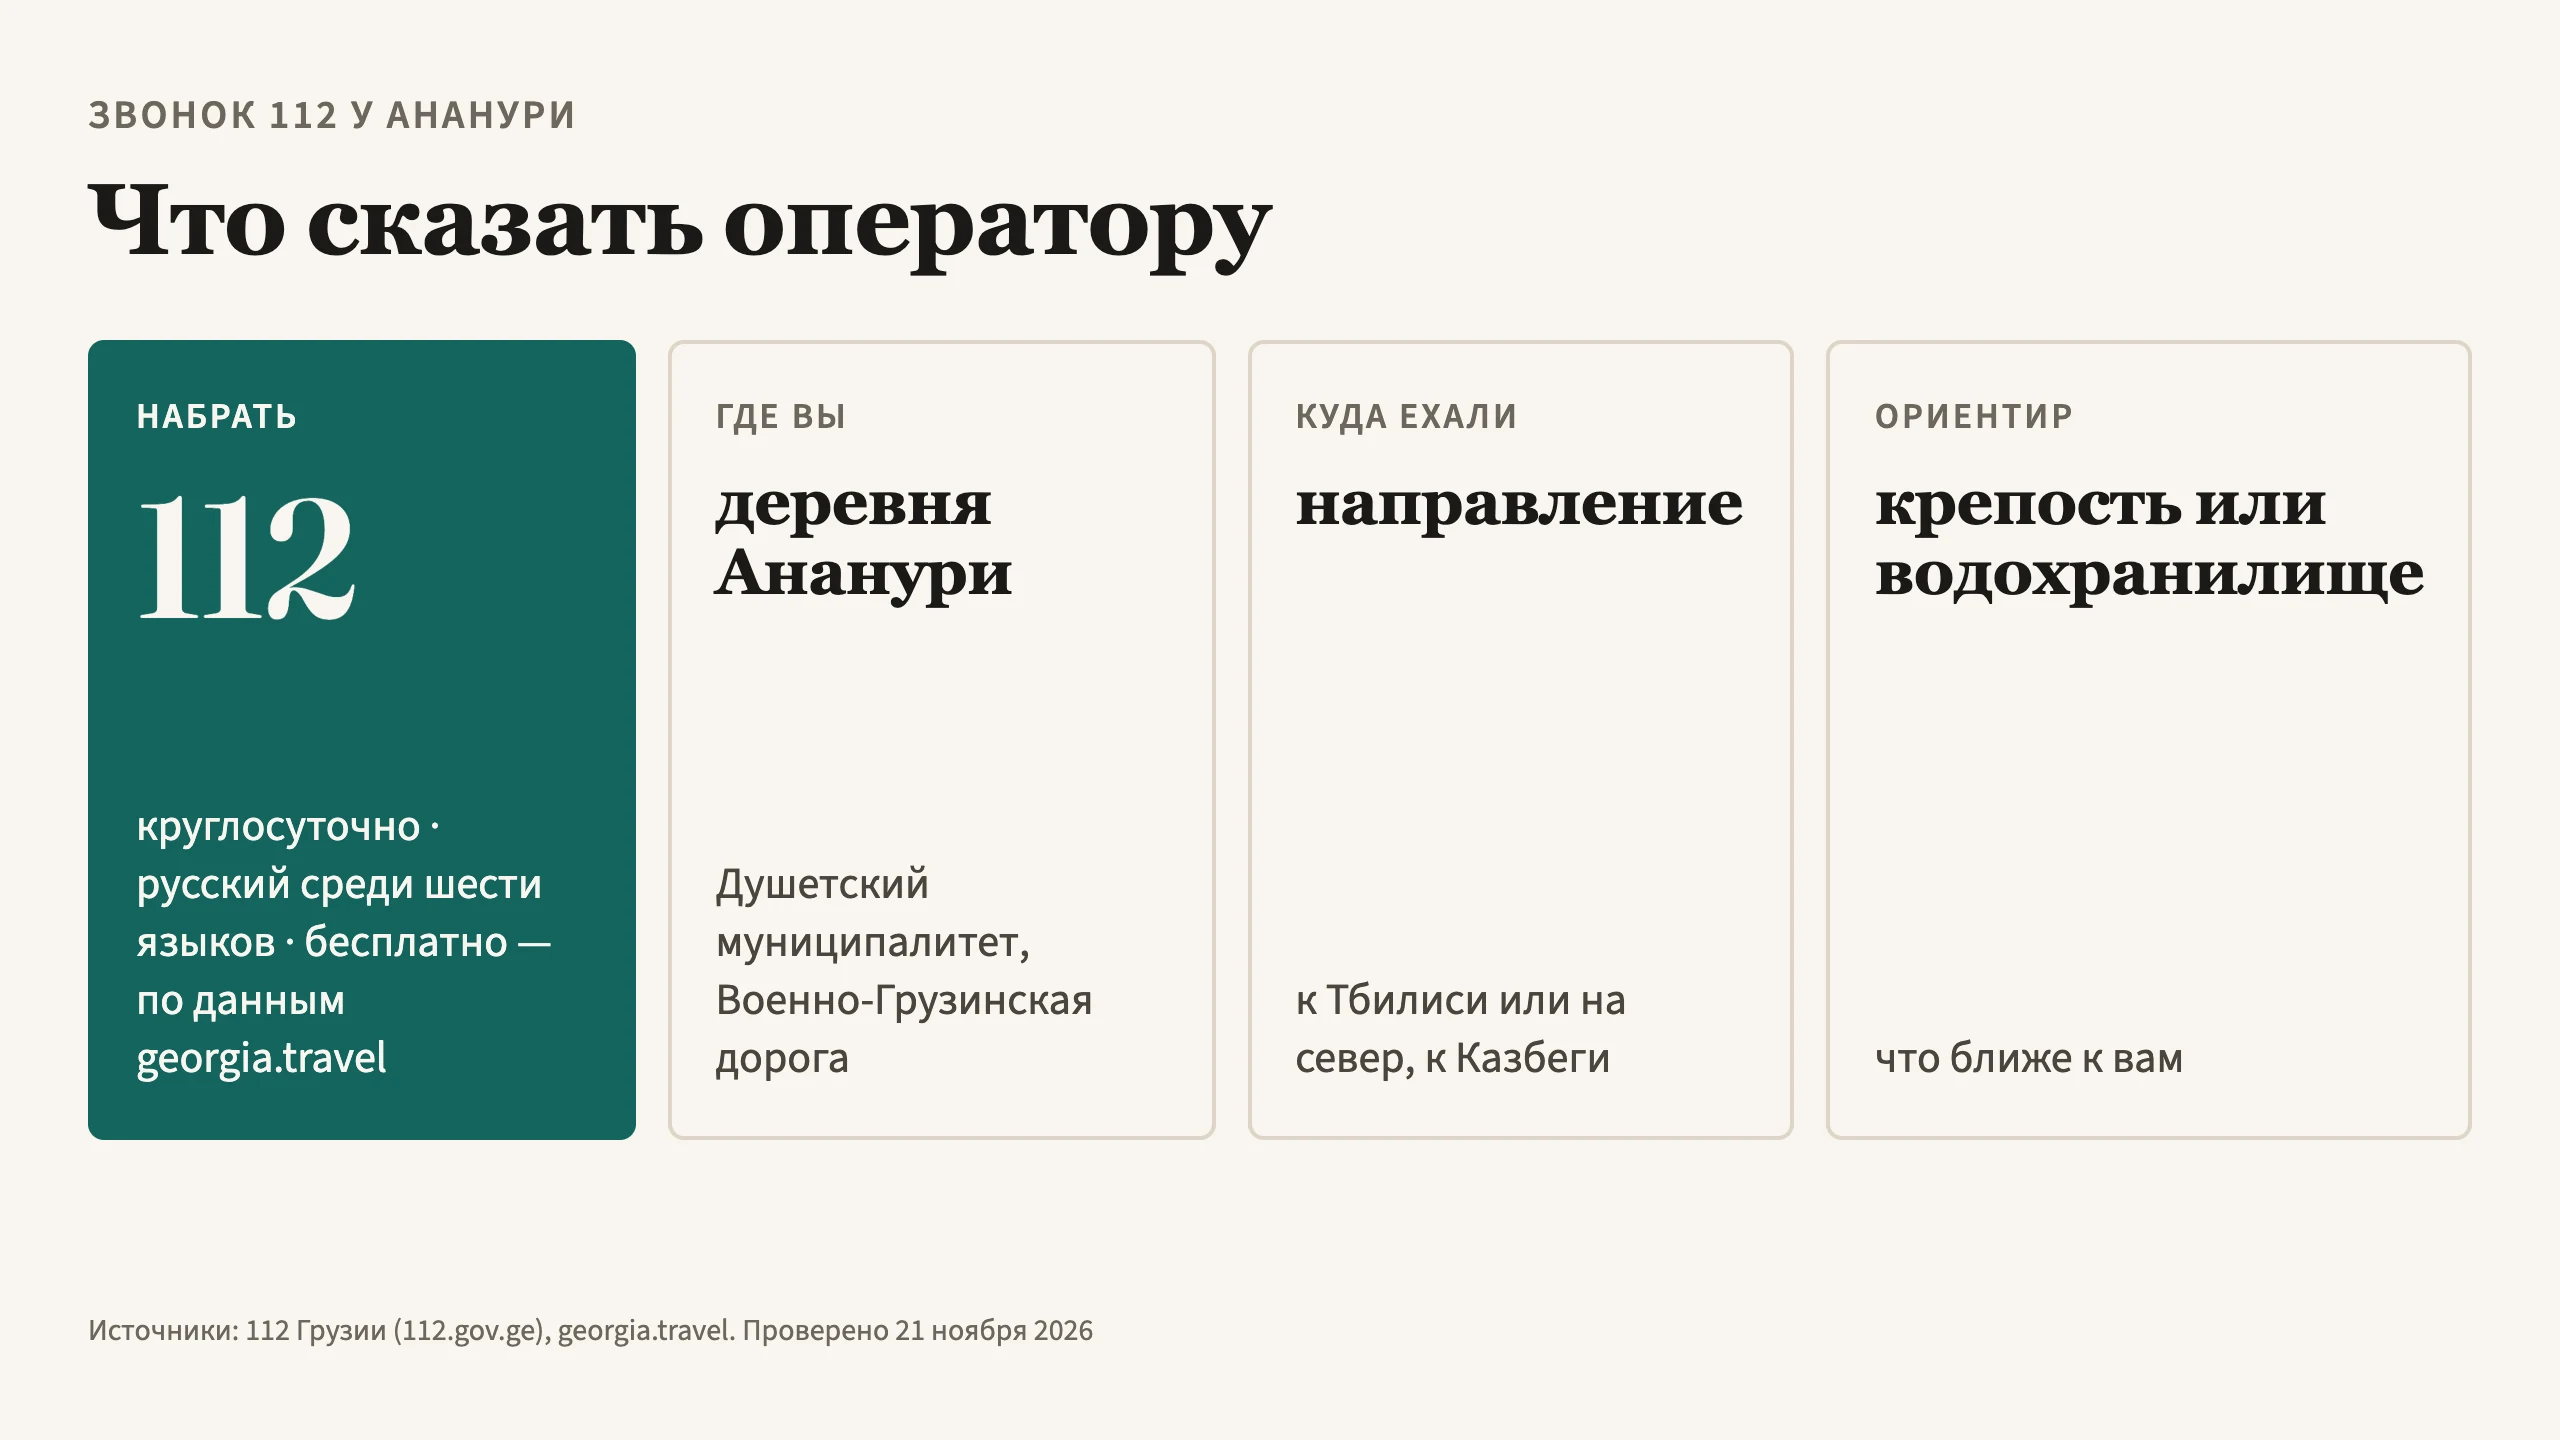 ЗВОНОК 112 У АНАНУРИ
Что сказать оператору
НАБРАТЬ
112
круглосуточно ·
русский среди шести
языков · бесплатно —
по данным
georgia.travel
ГДЕ ВЫ
деревня
Ананури
Душетский
муниципалитет,
Военно-Грузинская
дорога
КУДА ЕХАЛИ
направление
к Тбилиси или на
север, к Казбеги
ОРИЕНТИР
крепость или
водохранилище
что ближе к вам
Источники: 112 Грузии (112.gov.ge), georgia.travel. Проверено 21 ноября 2026